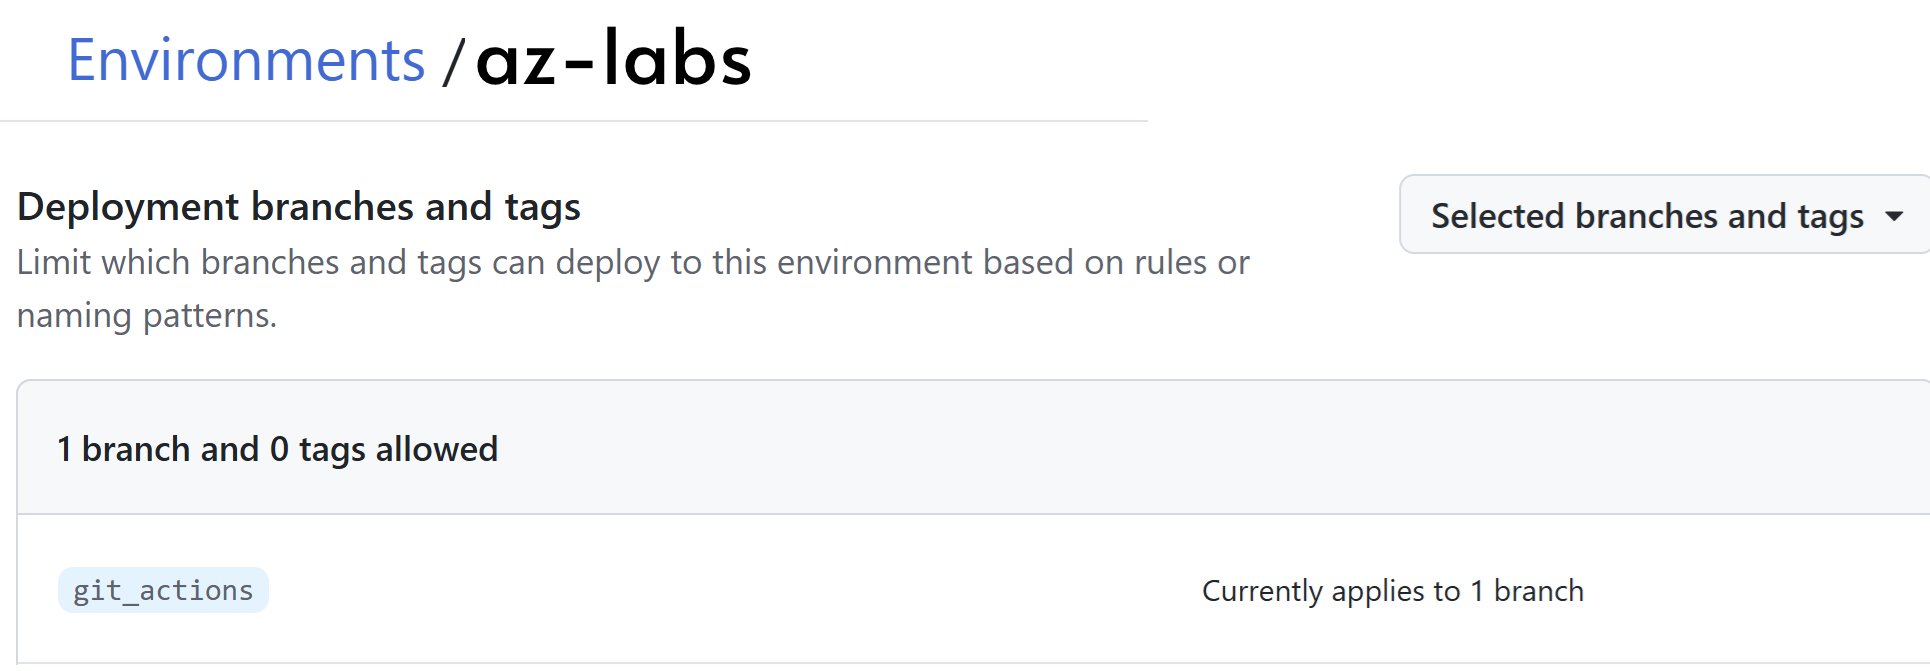 Environments / az-labs
Deployment branches and tags
Selected branches and tags
Limit which branches and tags can deploy to this environment based on rules or
naming patterns.
1 branch and 0 tags allowed
git_actions
Currently applies to 1 branch